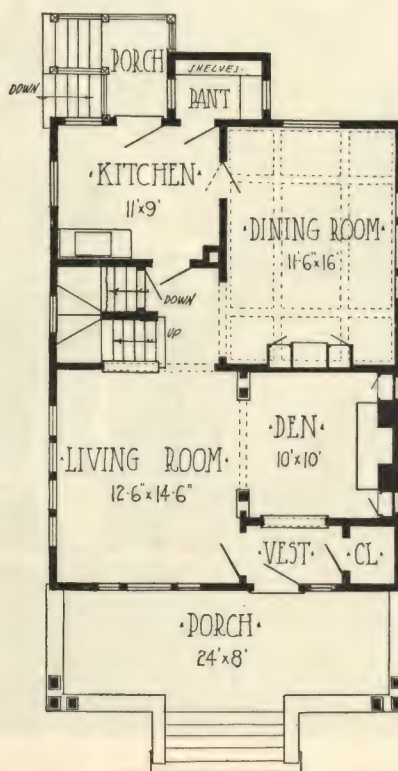 PORCH
DOWN
SHELVES
PANT
·KITCHEN·
11'x9'
·DINING ROOM·
11-6"x16'
DOWN
UP
·DEN·
10'x10'
·LIVING ROOM·
12-6"x14-6"
·VEST·
·CL·
·PORCH·
24'x8'